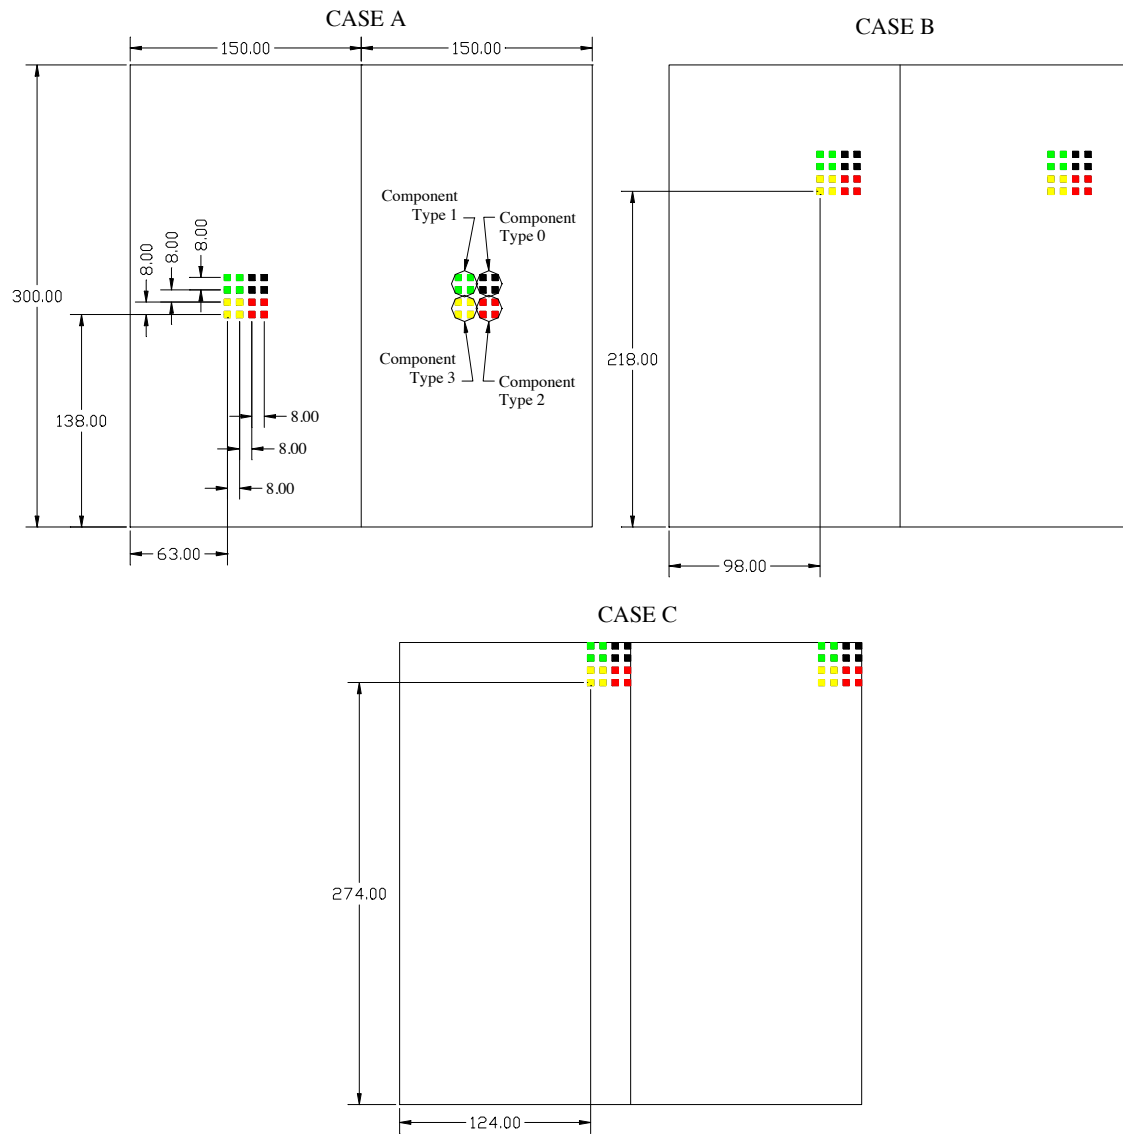 CASE A
CASE B
150.00
150.00
Component
Type 1
Component
Type 0
8.00
8.00
8.00
300.00
218.00
Component
Type 3
Component
Type 2
138.00
8.00
8.00
8.00
63.00
98.00
CASE C
274.00
124.00